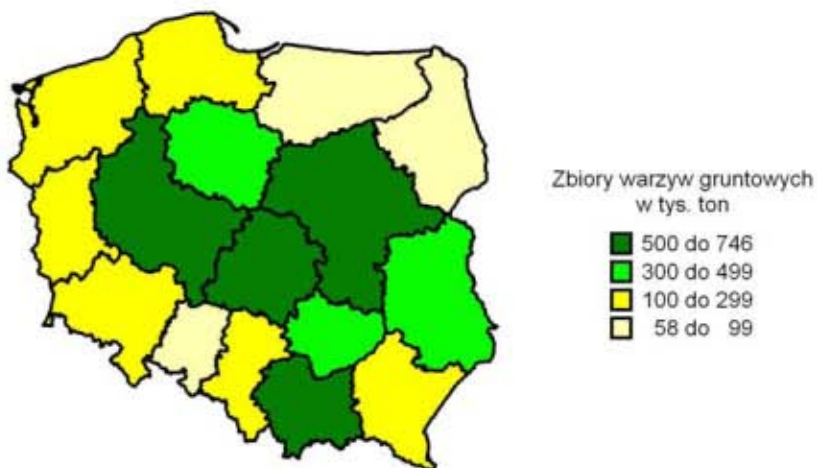 Zbiory warzyw gruntowych
w tys. ton
500 do 746
300 do 499
100 do 299
58 do 99